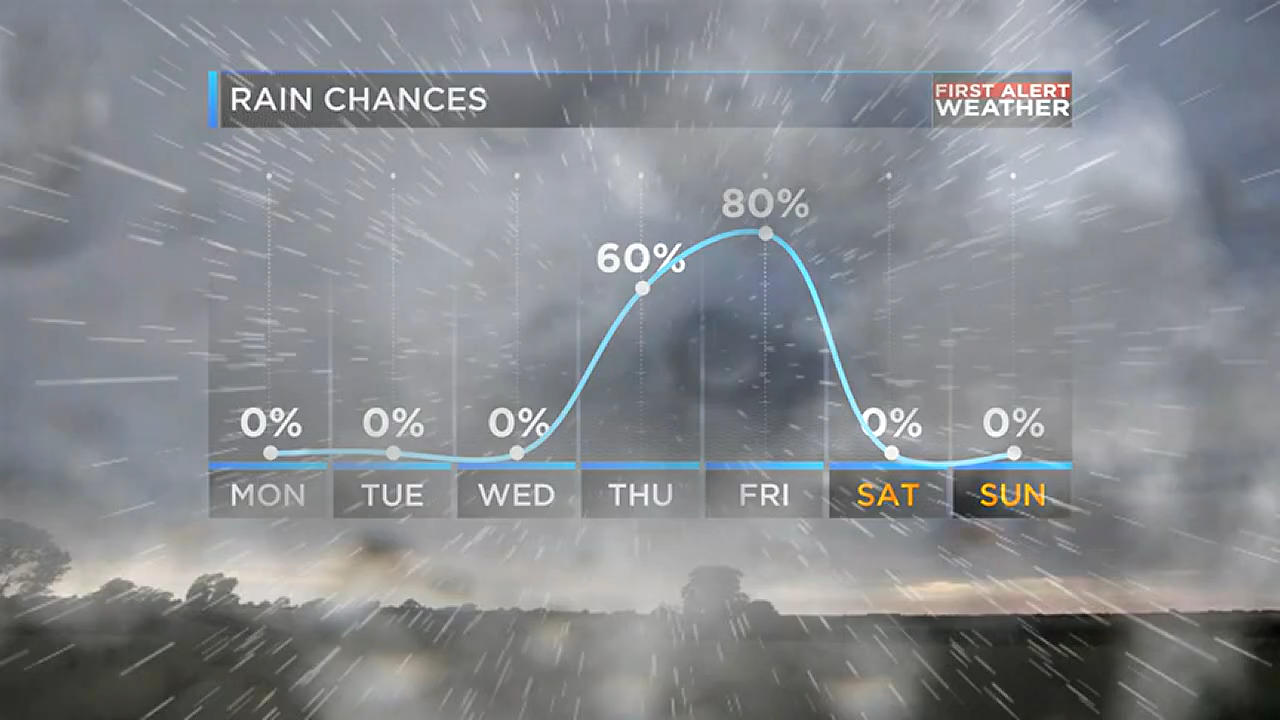 RAIN CHANCES
FIRST ALERT
WEATHER
80%
60%
0% 0% 0% 0% 0%
MON TUE WED THU FRI SAT SUN